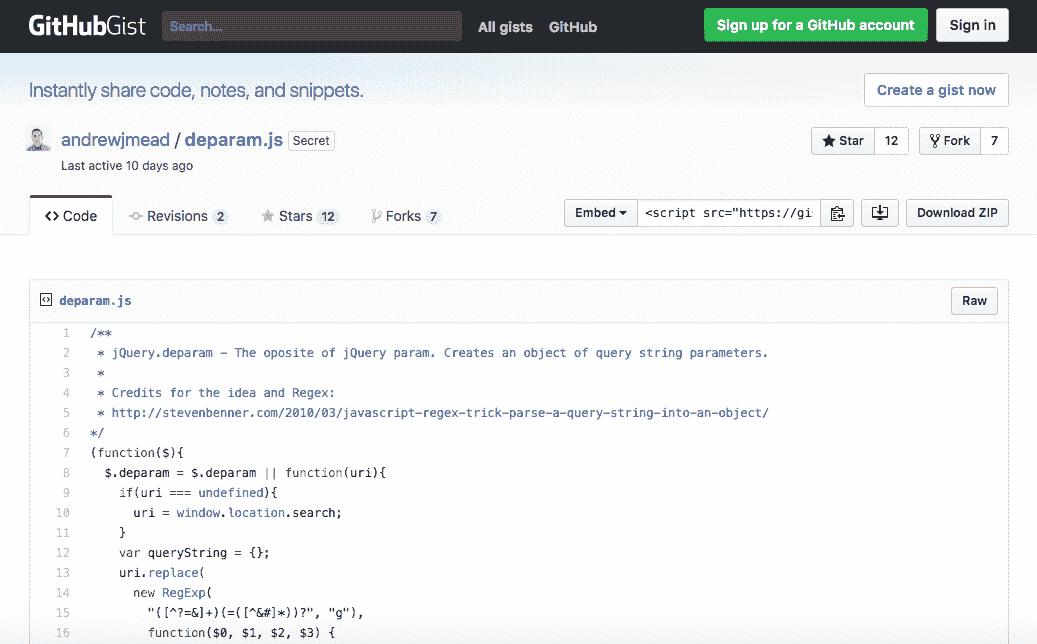 GitHubGist Search... All gists GitHub Sign up for a GitHub account Sign in
Instantly share code, notes, and snippets. Create a gist now
andrewjmead / deparam.js Secret Star 12 Fork 7
Last active 10 days ago
Code Revisions 2 Stars 12 Forks 7 Embed <script src="https://gi Download ZIP
deparam.js Raw
1 /**
2 * jQuery.deparam - The oposite of jQuery param. Creates an object of query string parameters.
3 *
4 * Credits for the idea and Regex:
5 * http://stevenbenner.com/2010/03/javascript-regex-trick-parse-a-query-string-into-an-object/
6 */
7 (function($){
8 $.deparam = $.deparam || function(uri){
9 if(uri === undefined){
10 uri = window.location.search;
11 }
12 var queryString = {};
13 uri.replace(
14 new RegExp(
15 "([^?=&]+)(=([^&#]*))?", "g"),
16 function($0, $1, $2, $3) {